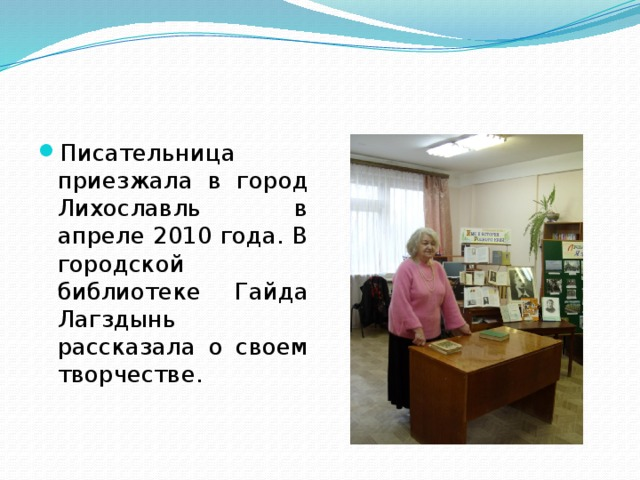 Писательница
приезжала в город
Лихославль в
апреле 2010 года. В
городской
библиотеке Гайда
Лагздынь
рассказала о своем
творчестве.